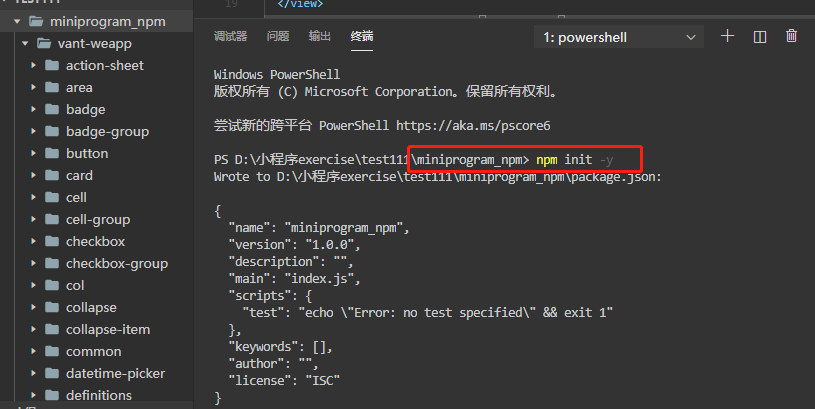 miniprogram_npm
vant-weapp
action-sheet
area
badge
badge-group
button
card
cell
cell-group
checkbox
checkbox-group
col
collapse
collapse-item
common
datetime-picker
definitions
19 </view>
调试器 问题 输出 终端 1: powershell
Windows PowerShell
版权所有 (C) Microsoft Corporation。保留所有权利。
尝试新的跨平台 PowerShell https://aka.ms/pscore6
PS D:\小程序exercise\test111\miniprogram_npm> npm init -y
Wrote to D:\小程序exercise\test111\miniprogram_npm\package.json:
{
"name": "miniprogram_npm",
"version": "1.0.0",
"description": "",
"main": "index.js",
"scripts": {
"test": "echo \"Error: no test specified\" && exit 1"
},
"keywords": [],
"author": "",
"license": "ISC"
}